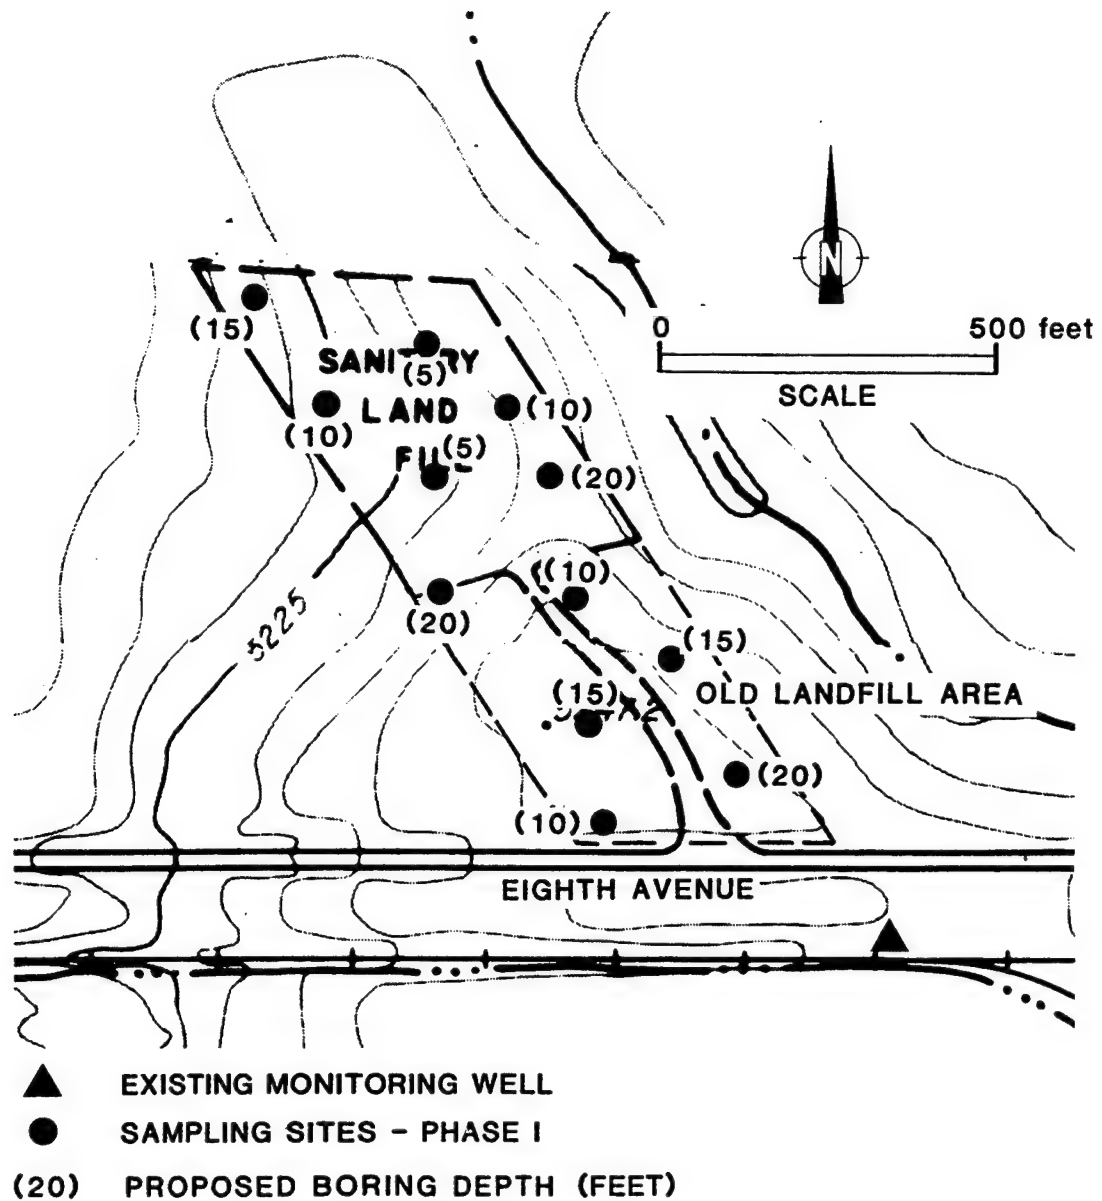 N
0 500 feet
SCALE
(15)
SANITARY
(5)
(10)
LAND
(10)
(5)
FILL
(20)
(10)
(20)
5225
(15)
(15)
OLD LANDFILL AREA
(20)
(10)
EIGHTH AVENUE
EXISTING MONITORING WELL
SAMPLING SITES – PHASE I
(20) PROPOSED BORING DEPTH (FEET)